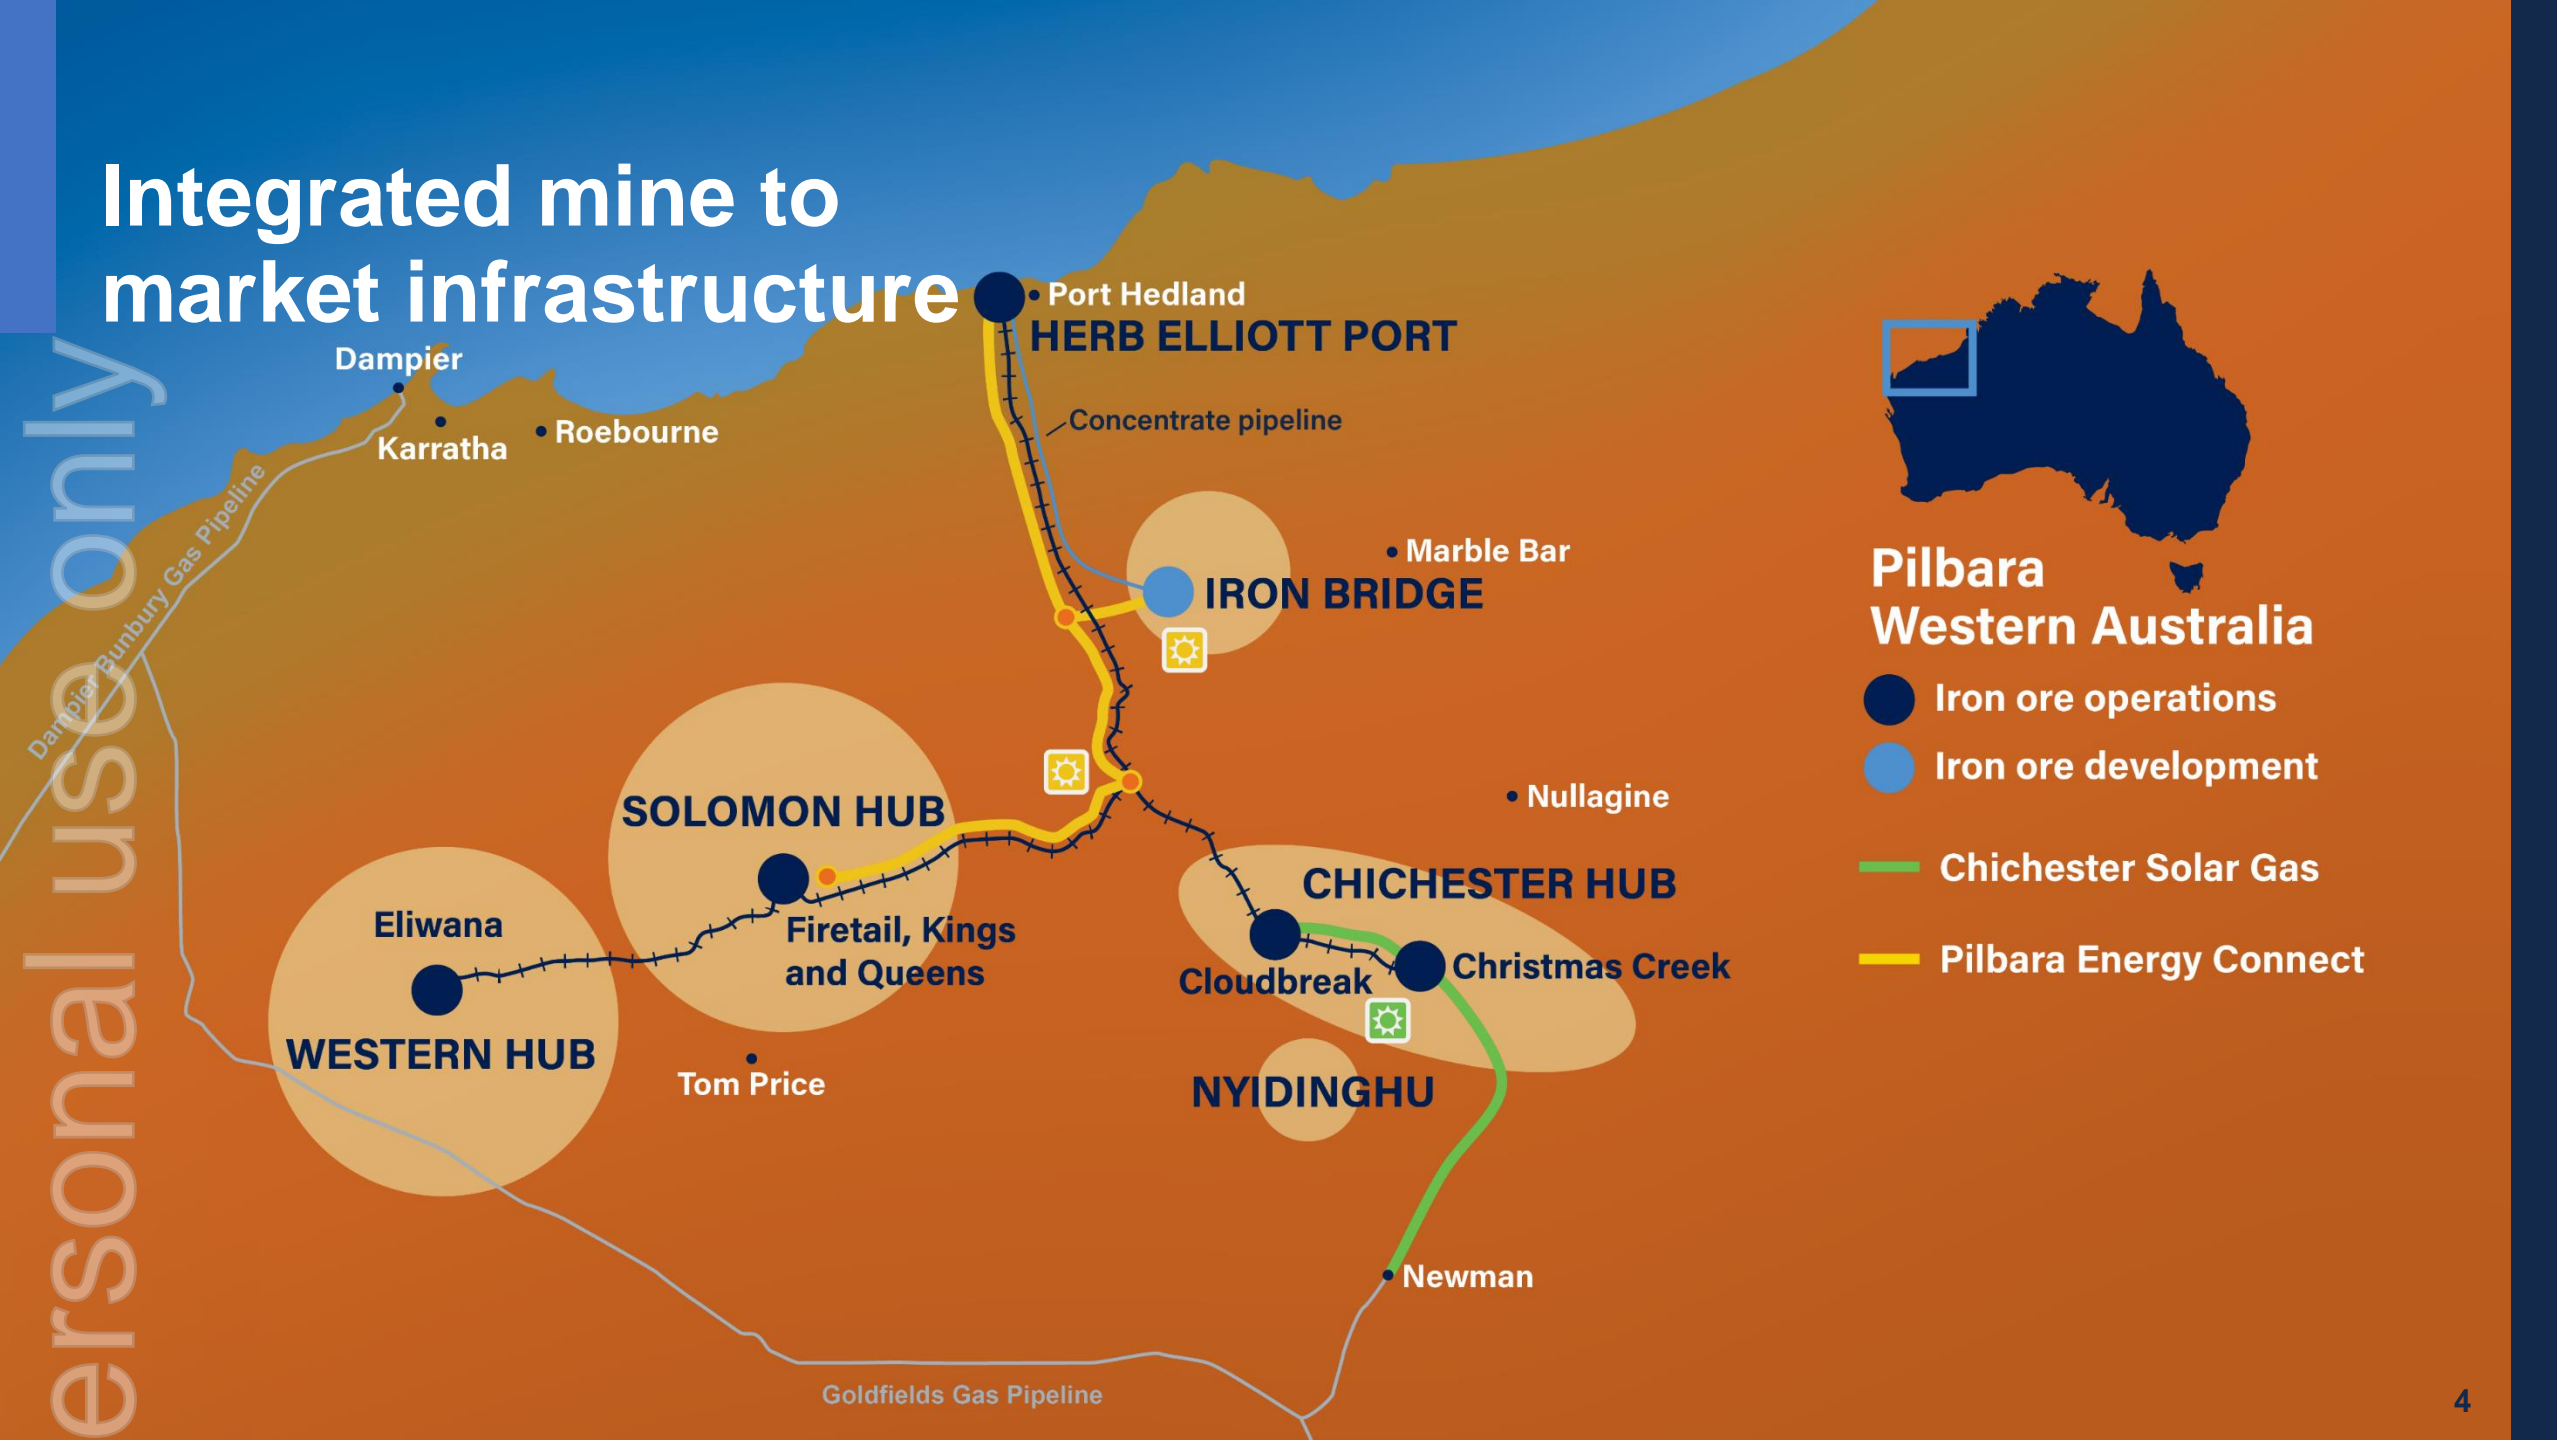 Integrated mine to
market infrastructure
Port Hedland
HERB ELLIOTT PORT
Dampier
Karratha
Roebourne
Concentrate pipeline
Dampier Bunbury Gas Pipeline
Marble Bar
IRON BRIDGE
Nullagine
SOLOMON HUB
Firetail, Kings
and Queens
Eliwana
WESTERN HUB
Tom Price
CHICHESTER HUB
Cloudbreak
Christmas Creek
NYIDINGHU
Newman
Goldfields Gas Pipeline
Pilbara
Western Australia
Iron ore operations
Iron ore development
Chichester Solar Gas
Pilbara Energy Connect
ersonal use only
4